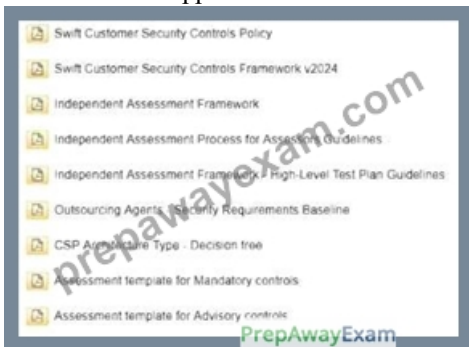 Swift Customer Security Controls Policy
Swift Customer Security Controls Framework v2024
Independent Assessment Framework
Independent Assessment Process for Assessors Guidelines
Independent Assessment Framework - High-Level Test Plan Guidelines
Outsourcing Agents - Security Requirements Baseline
CSP Architecture Type - Decision tree
Assessment template for Mandatory controls
Assessment template for Advisory controls
prepawayexam.com
PrepAwayExam